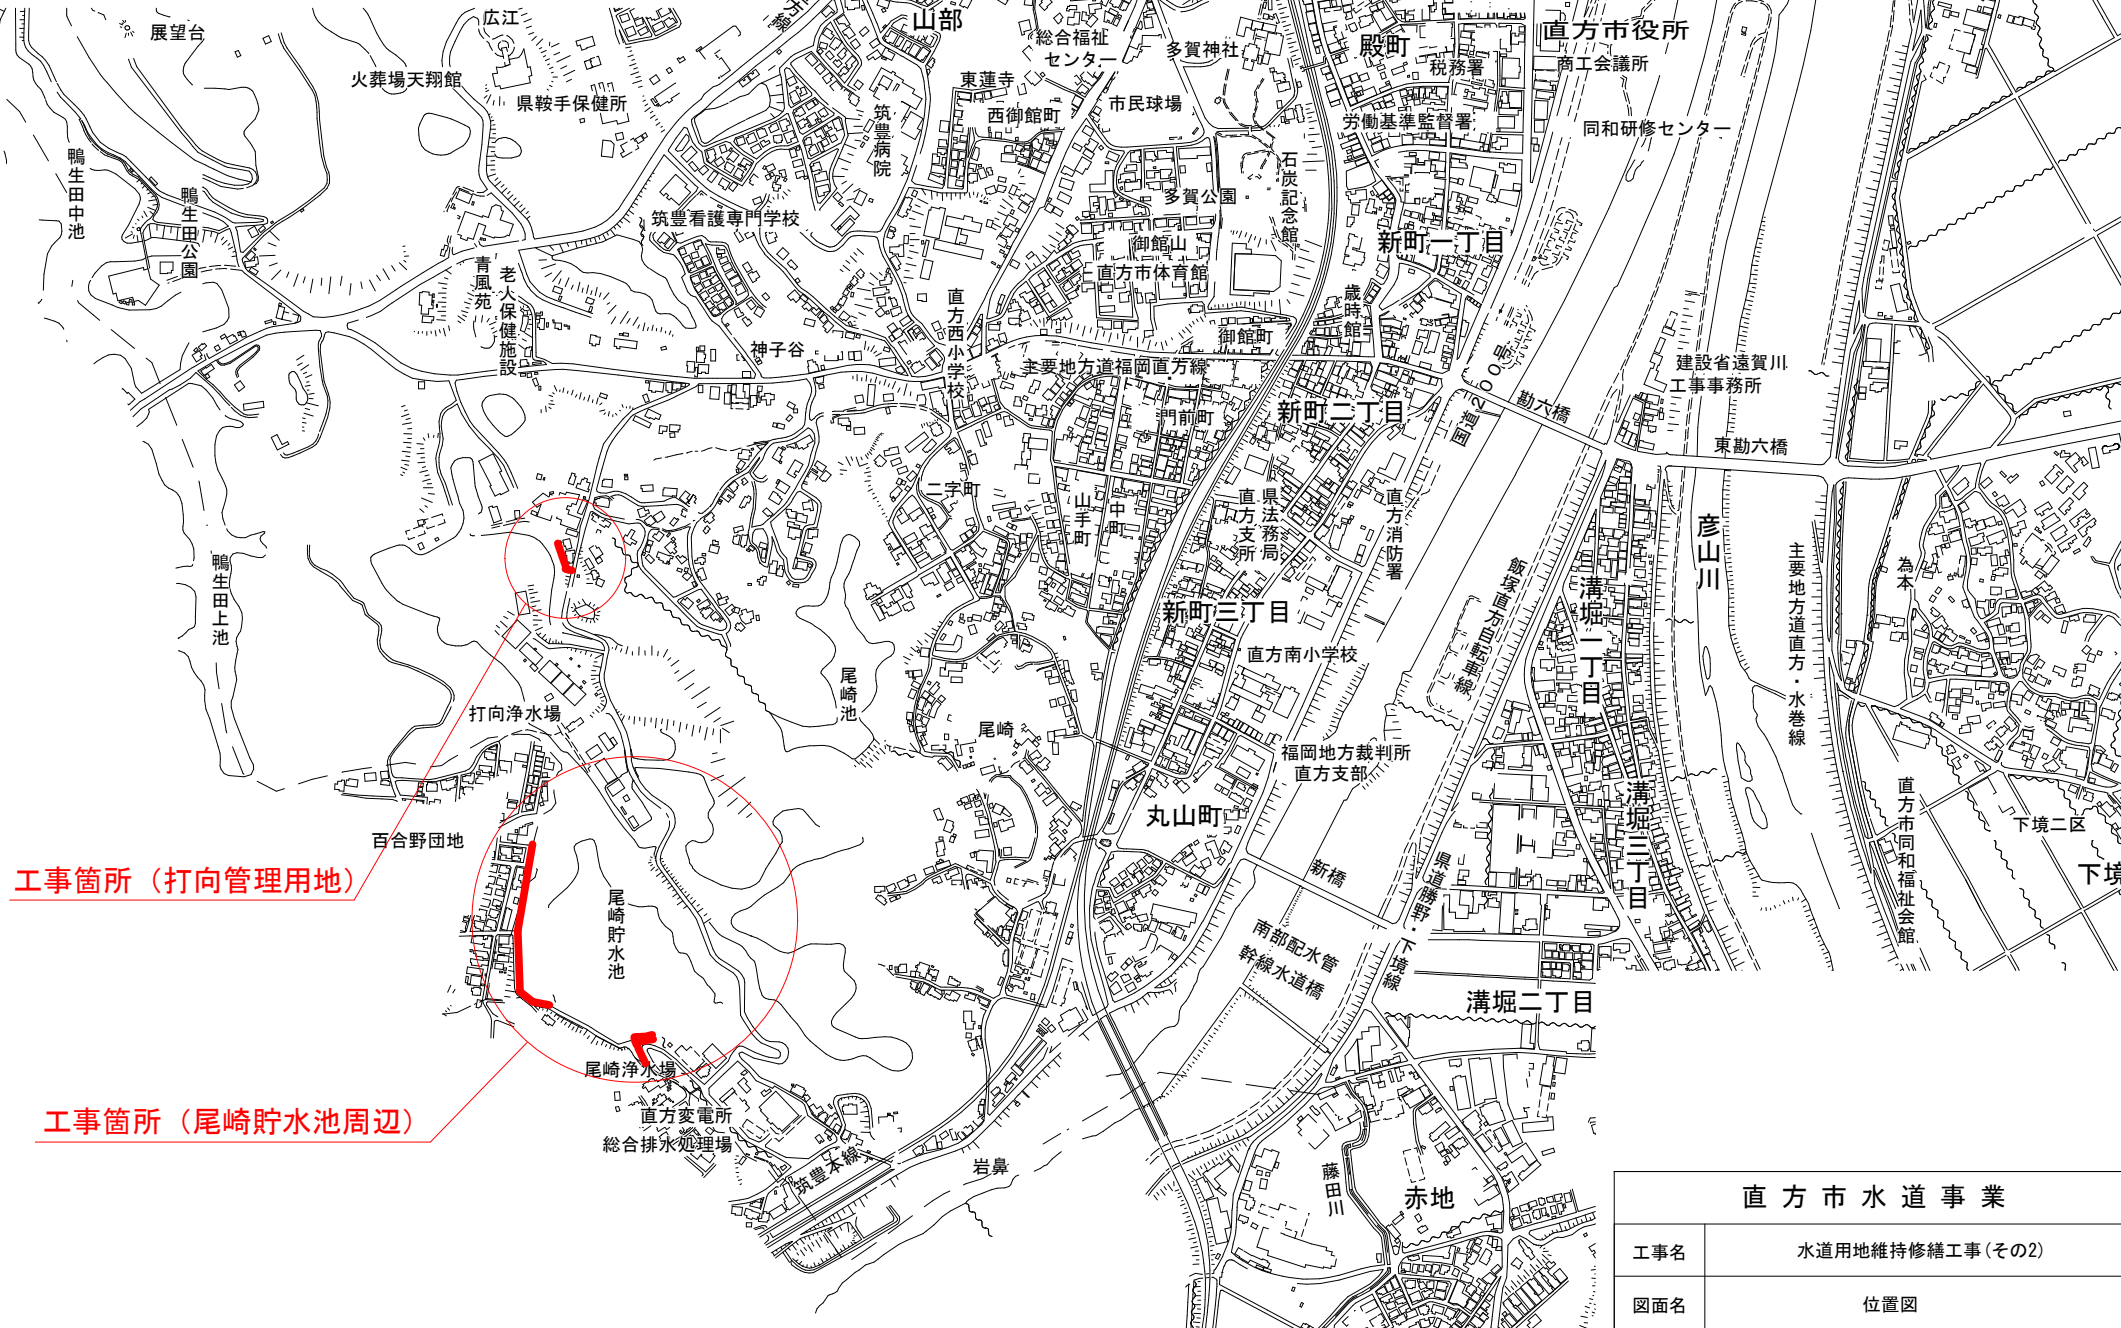 広江
展望台
火葬場天翔館
県鞍手保健所
山部
総合福祉
センター
多賀神社
殿町
税務署
直方市役所
商工会議所
東蓮寺
西御館町
市民球場
労働基準監督署
同和研修センター
筑豊病院
石炭記念館
鴨生田中池
鴨生田公園
筑豊看護専門学校
多賀公園
御館山
直方市体育館
新町一丁目
青風苑
老人保健施設
直方西小学校
歳時館
御館町
神子谷
主要地方道福岡直方線
門前町
新町二丁目
国道200号
勘六橋
建設省遠賀川
工事事務所
東勘六橋
二字町
山手町
中町
県法務局
直方支所
直方消防署
彦山川
主要地方道直方・水巻線
為本
鴨生田上池
飯塚直方自転車線
溝堀一丁目
新町三丁目
直方南小学校
尾崎池
打向浄水場
尾崎
福岡地方裁判所
直方支部
丸山町
溝堀三丁目
直方市同和福祉会館
下境二区
下境
百合野団地
新橋
県道勝野・下境線
工事箇所（打向管理用地）
尾崎貯水池
南部配水管
幹線水道橋
溝堀二丁目
尾崎浄水場
工事箇所（尾崎貯水池周辺）
直方変電所
総合排水処理場
筑豊本線
岩鼻
藤田川
赤地
直方市水道事業
工事名 水道用地維持修繕工事(その2)
図面名 位置図